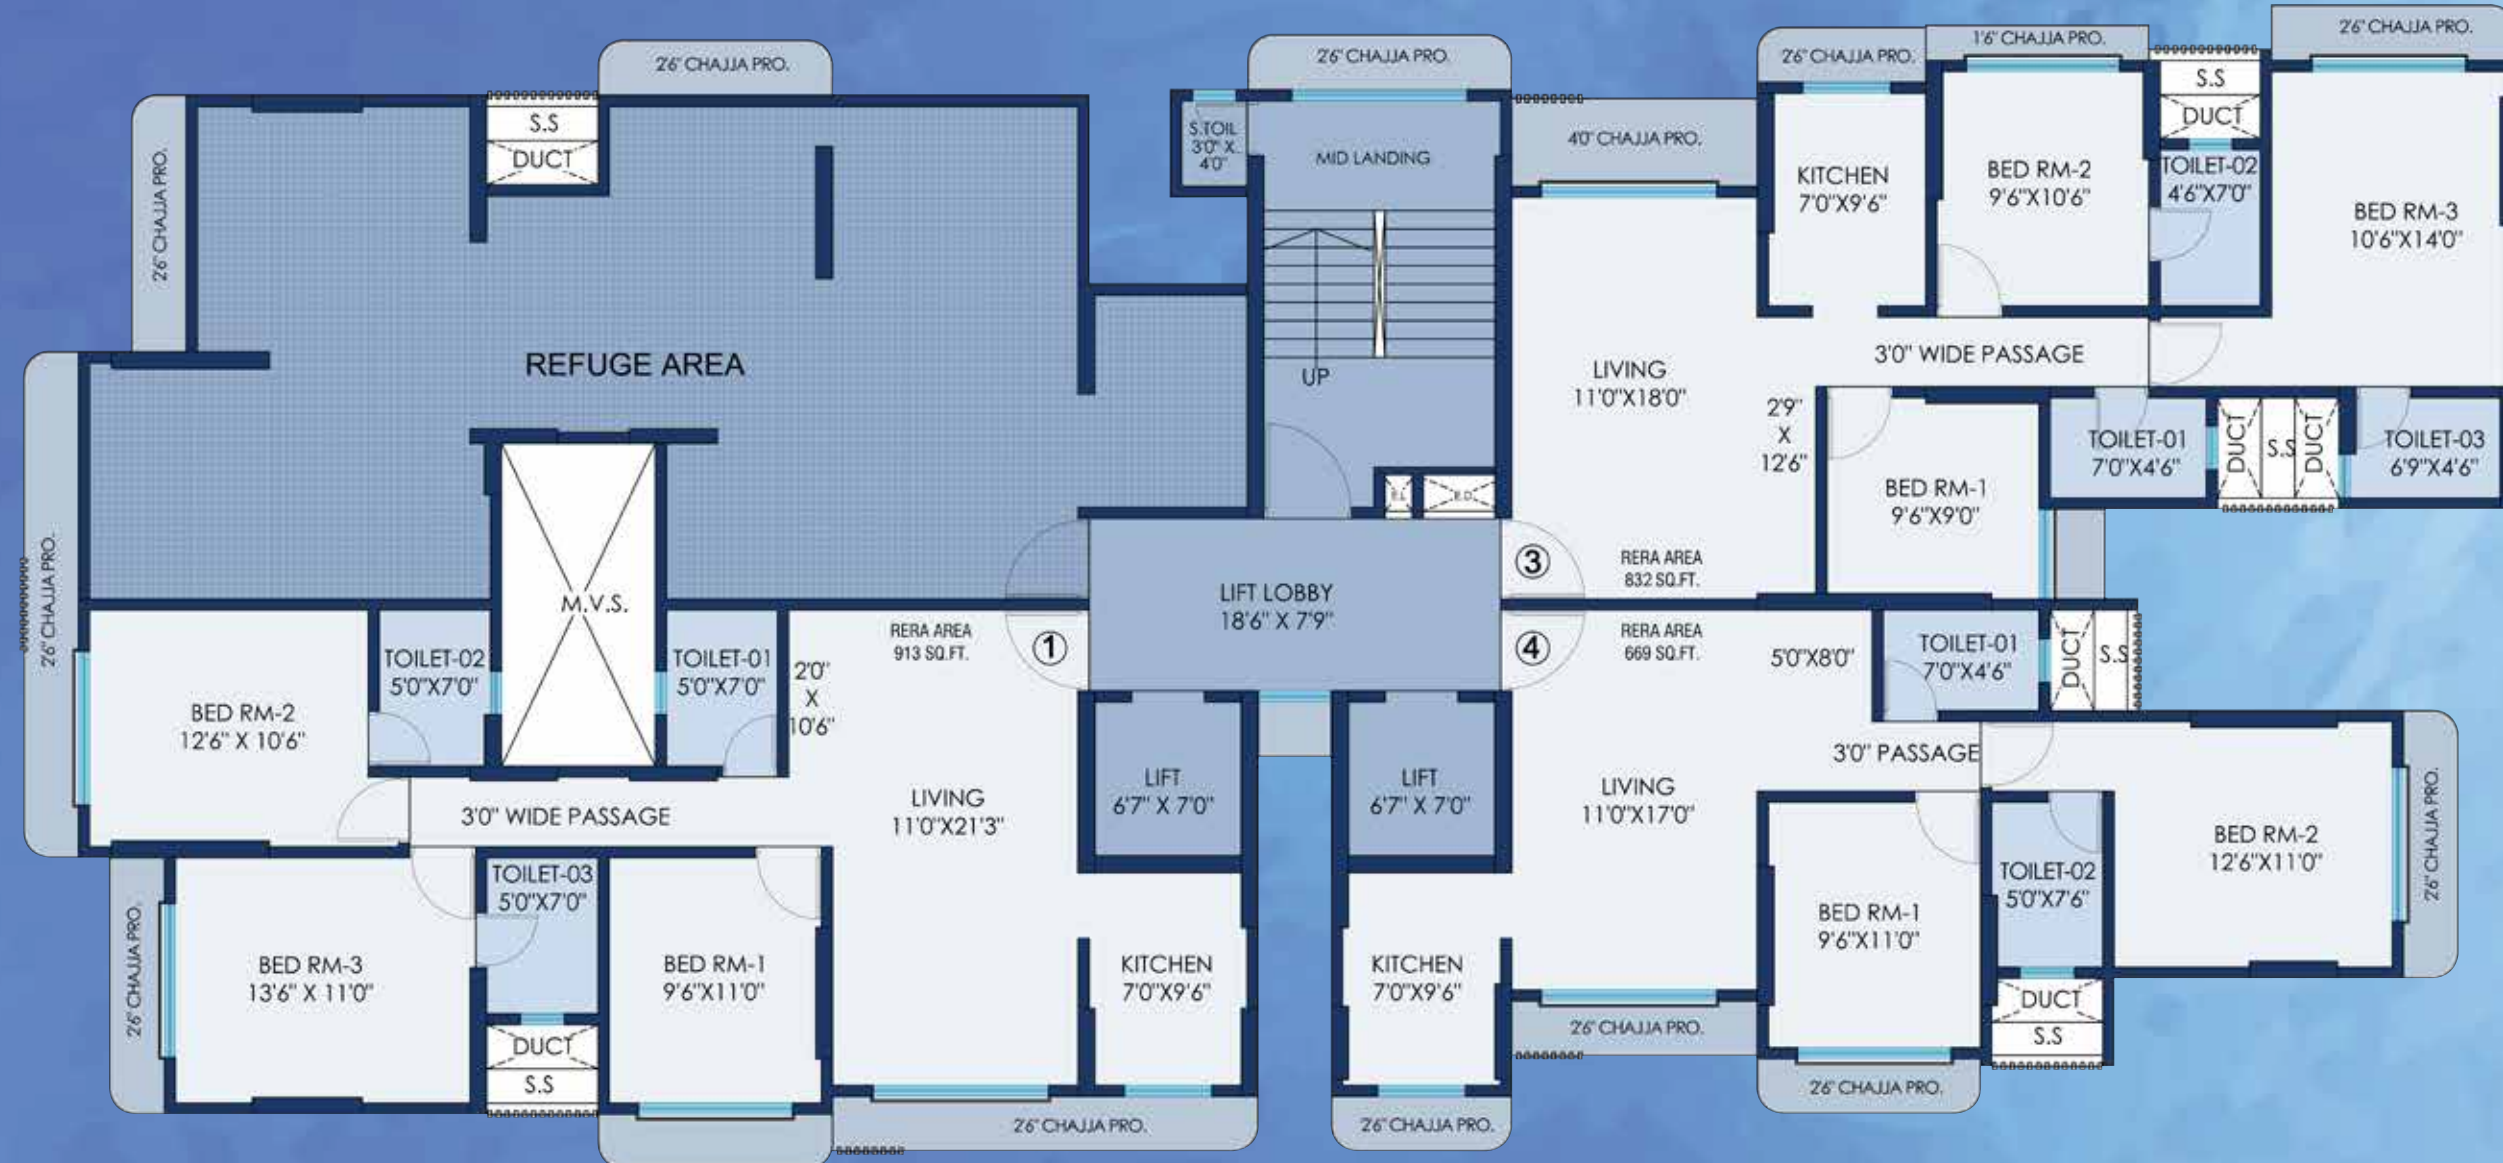 2'6" CHAJJA PRO.
2'6" CHAJJA PRO.
2'6" CHAJJA PRO.
1'6" CHAJJA PRO.
2'6" CHAJJA PRO.
S.S
DUCT
S.TOIL
3'0" X
4'0"
MID LANDING
4'0" CHAJJA PRO.
KITCHEN
7'0"X9'6"
BED RM-2
9'6"X10'6"
S.S
DUCT
TOILET-02
4'6"X7'0"
BED RM-3
10'6"X14'0"
2'6" CHAJJA PRO.
REFUGE AREA
UP
LIVING
11'0"X18'0"
3'0" WIDE PASSAGE
2'9"
X
12'6"
BED RM-1
9'6"X9'0"
TOILET-01
7'0"X4'6"
DUCT
S.S
DUCT
TOILET-03
6'9"X4'6"
E.D.
2'6" CHAJJA PRO.
M.V.S.
LIFT LOBBY
18'6" X 7'9"
3
RERA AREA
832 SQ.FT.
1
RERA AREA
913 SQ.FT.
4
RERA AREA
669 SQ.FT.
5'0"X8'0"
TOILET-01
7'0"X4'6"
DUCT
S.S
BED RM-2
12'6" X 10'6"
TOILET-02
5'0"X7'0"
TOILET-01
5'0"X7'0"
2'0"
X
10'6"
3'0" WIDE PASSAGE
LIVING
11'0"X21'3"
LIFT
6'7" X 7'0"
LIFT
6'7" X 7'0"
LIVING
11'0"X17'0"
3'0" PASSAGE
BED RM-2
12'6"X11'0"
2'6" CHAJJA PRO.
2'6" CHAJJA PRO.
BED RM-3
13'6" X 11'0"
TOILET-03
5'0"X7'0"
DUCT
S.S
BED RM-1
9'6"X11'0"
KITCHEN
7'0"X9'6"
KITCHEN
7'0"X9'6"
BED RM-1
9'6"X11'0"
TOILET-02
5'0"X7'6"
DUCT
S.S
2'6" CHAJJA PRO.
2'6" CHAJJA PRO.
2'6" CHAJJA PRO.
2'6" CHAJJA PRO.